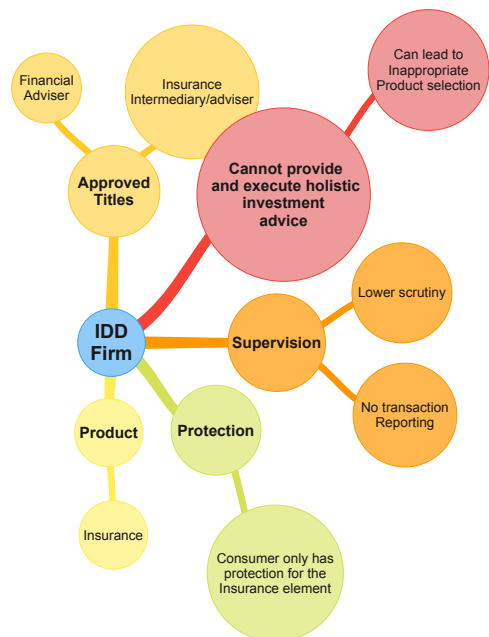 Can lead to
Inappropriate
Product selection
Financial
Adviser
Insurance
Intermediary/adviser
Approved
Titles
Cannot provide
and execute holistic
investment
advice
Lower scrutiny
IDD
Firm
Supervision
No transaction
Reporting
Product
Protection
Insurance
Consumer only has
protection for the
Insurance element